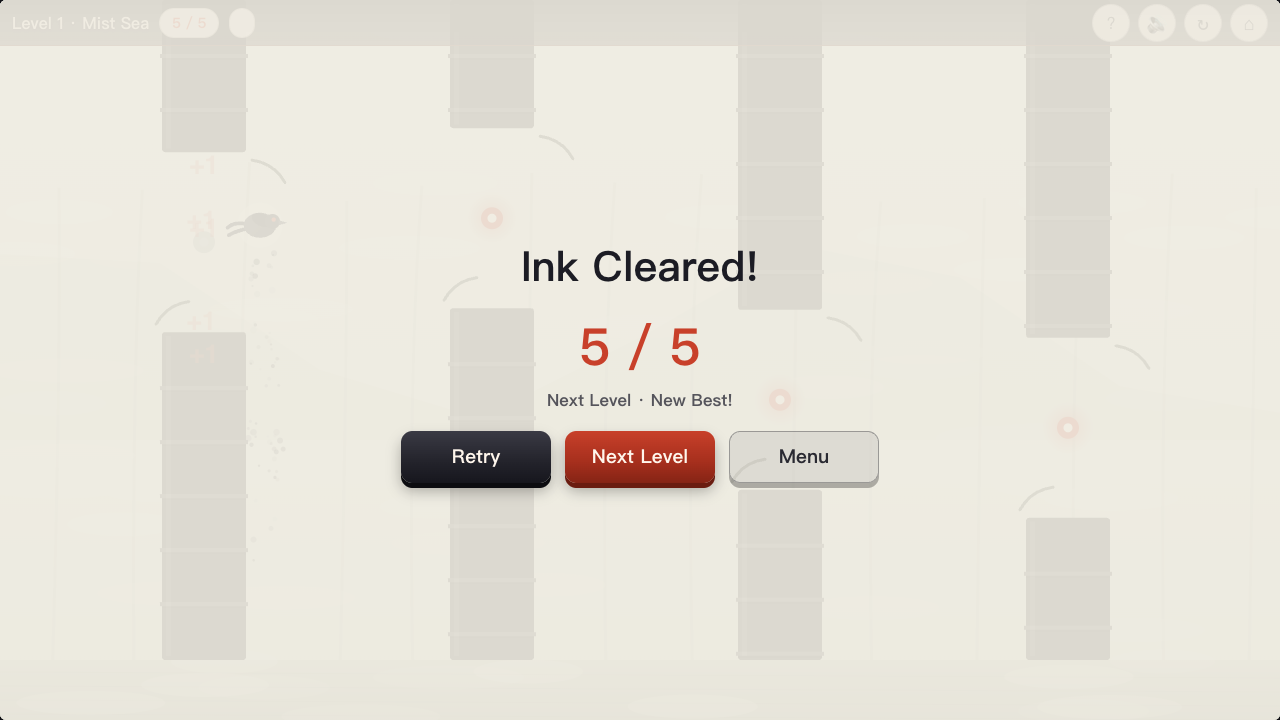 Level 1 · Mist Sea
5 / 5
?
+1
+1
Ink Cleared!
5 / 5
Next Level · New Best!
Retry
Next Level
Menu